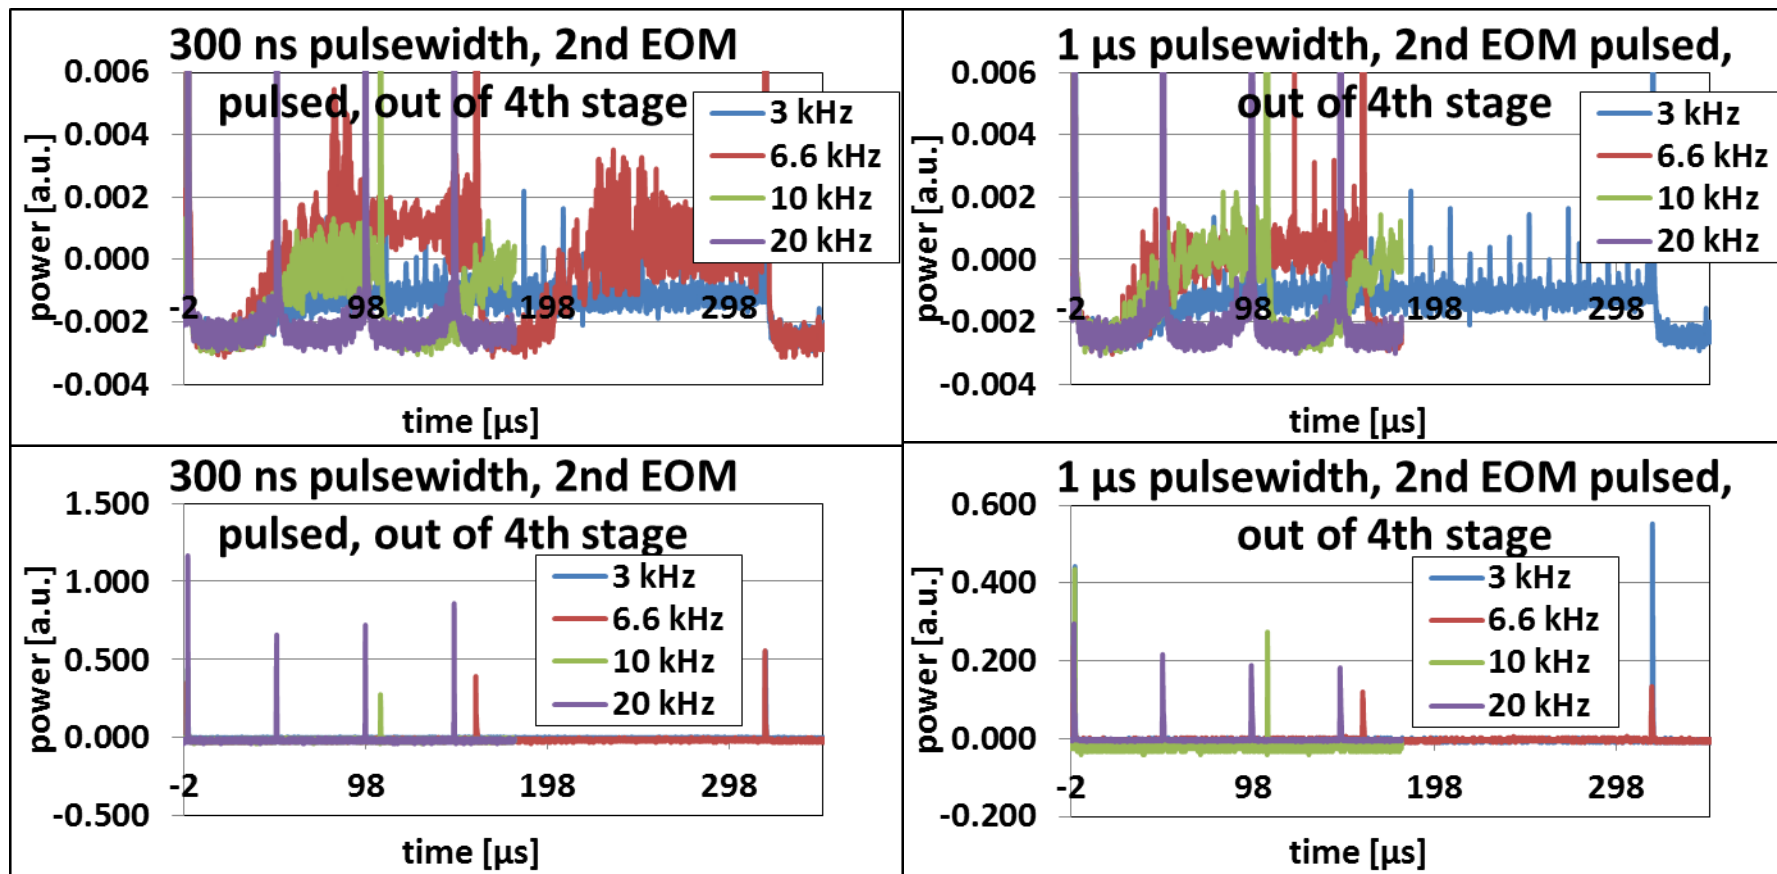 300 ns pulsewidth, 2nd EOM
pulsed, out of 4th stage
power [a.u.]
0.006
0.004
0.002
0.000
-0.002
-0.004
-2
98
198
298
time [µs]
3 kHz
6.6 kHz
10 kHz
20 kHz
1 µs pulsewidth, 2nd EOM pulsed,
out of 4th stage
power [a.u.]
0.006
0.004
0.002
0.000
-0.002
-0.004
-2
98
198
298
time [µs]
3 kHz
6.6 kHz
10 kHz
20 kHz
300 ns pulsewidth, 2nd EOM
pulsed, out of 4th stage
power [a.u.]
1.500
1.000
0.500
0.000
-0.500
-2
98
198
298
time [µs]
3 kHz
6.6 kHz
10 kHz
20 kHz
1 µs pulsewidth, 2nd EOM pulsed,
out of 4th stage
power [a.u.]
0.600
0.400
0.200
0.000
-0.200
-2
98
198
298
time [µs]
3 kHz
6.6 kHz
10 kHz
20 kHz